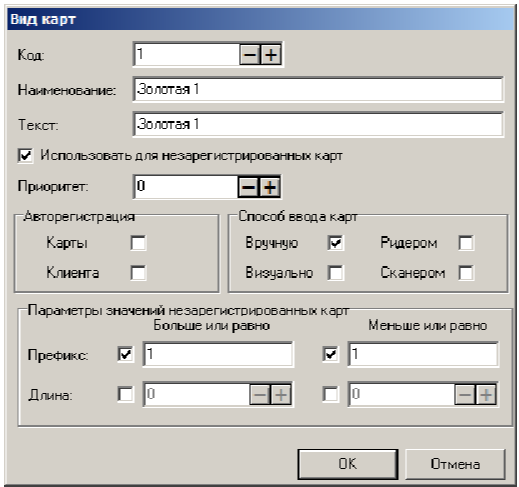 Вид карт
Код: 1
Наименование: Золотая 1
Текст: Золотая 1
Использовать для незарегистрированных карт
Приоритет: 0
Авторегистрация Способ ввода карт
Карты Вручную Ридером
Клиента Визуально Сканером
Параметры значений незарегистрированных карт
Больше или равно Меньше или равно
Префикс: 1 1
Длина: 0 0
OK Отмена